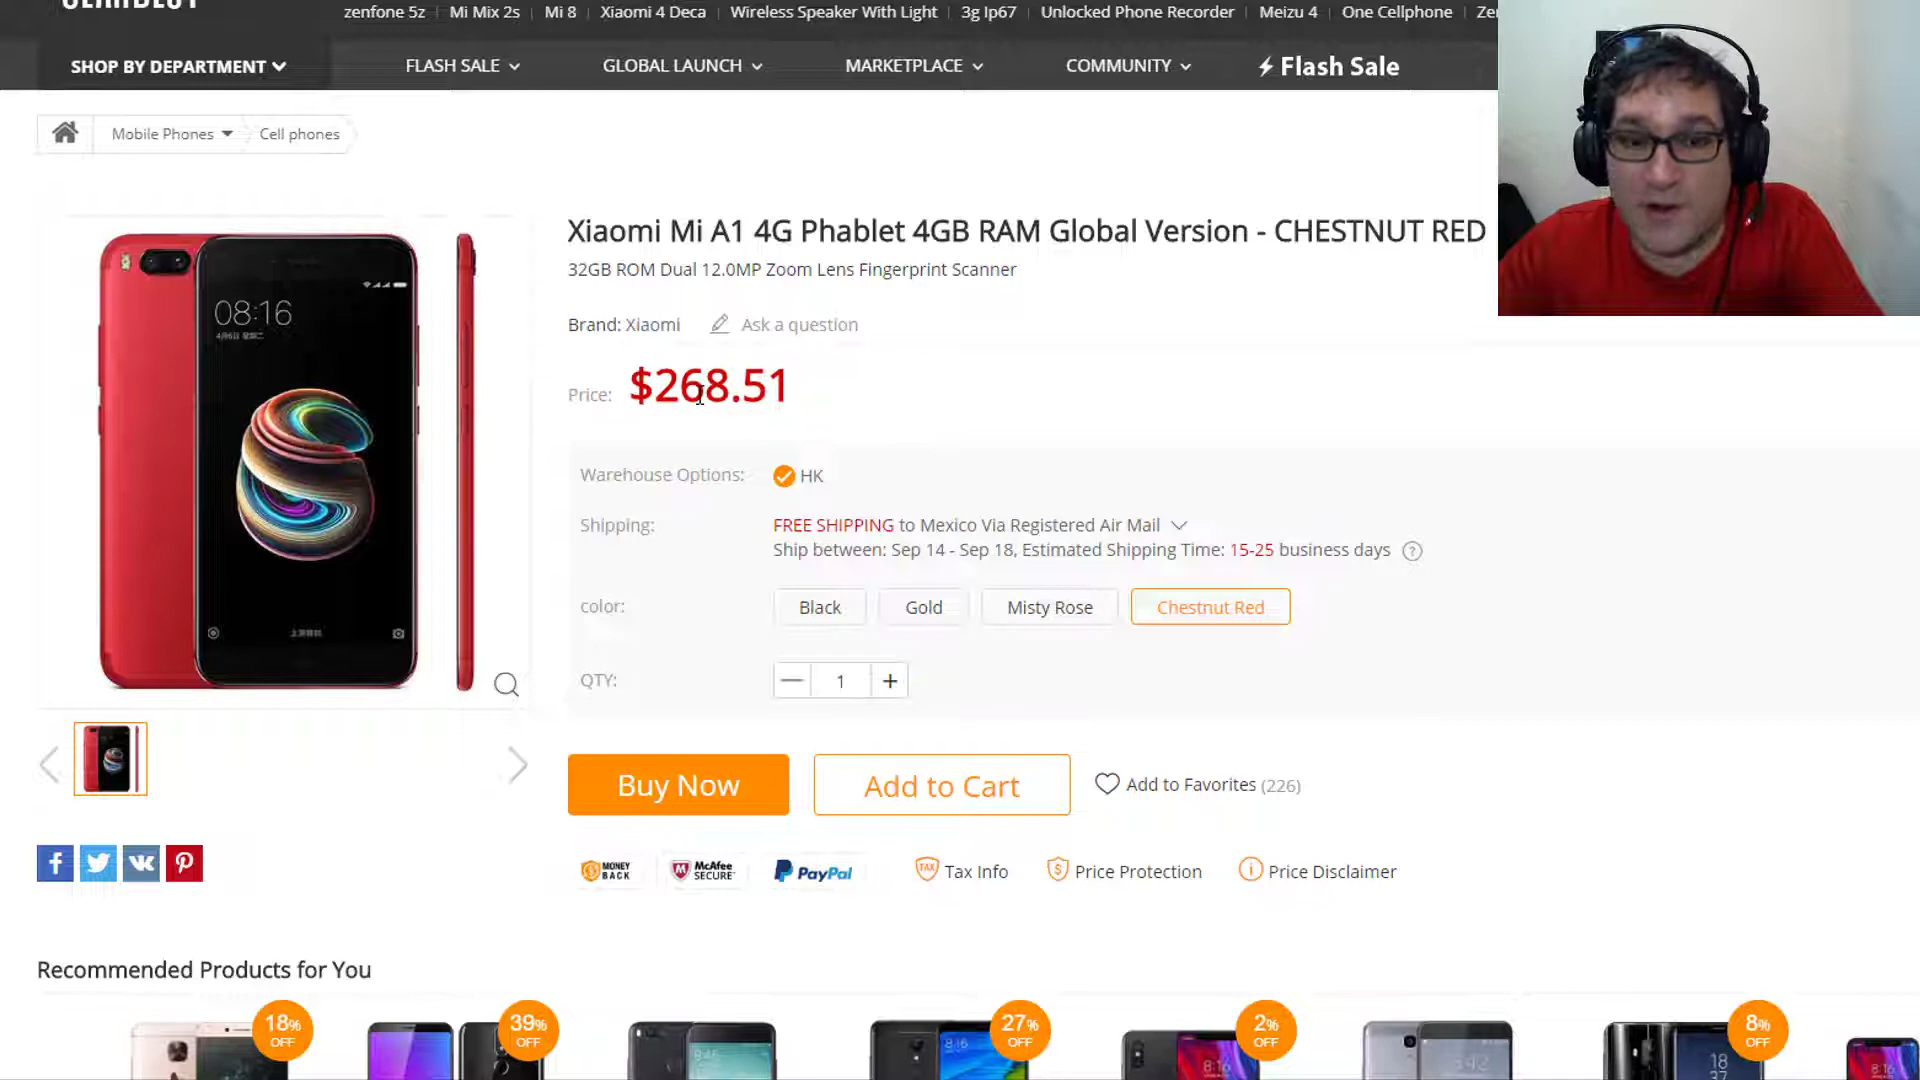 zenfone 5z
Mi Mix 2s
Mi 8
Xiaomi 4 Deca
Wireless Speaker With Light
3g Ip67
Unlocked Phone Recorder
Meizu 4
One Cellphone
SHOP BY DEPARTMENT
FLASH SALE
GLOBAL LAUNCH
MARKETPLACE
COMMUNITY
Flash Sale
Mobile Phones
Cell phones
Xiaomi Mi A1 4G Phablet 4GB RAM Global Version - CHESTNUT RED
32GB ROM Dual 12.0MP Zoom Lens Fingerprint Scanner
Brand: Xiaomi
Ask a question
Price: $268.51
08:16
Warehouse Options: HK
Shipping: FREE SHIPPING to Mexico Via Registered Air Mail
Ship between: Sep 14 - Sep 18, Estimated Shipping Time: 15-25 business days ?
color: Black Gold Misty Rose Chestnut Red
QTY: 1 +
Buy Now
Add to Cart
Add to Favorites (226)
MONEY BACK
McAfee SECURE
PayPal
TAX Tax Info
$ Price Protection
Price Disclaimer
Recommended Products for You
18% OFF
39% OFF
27% OFF
2% OFF
8% OFF
8:16
8:16